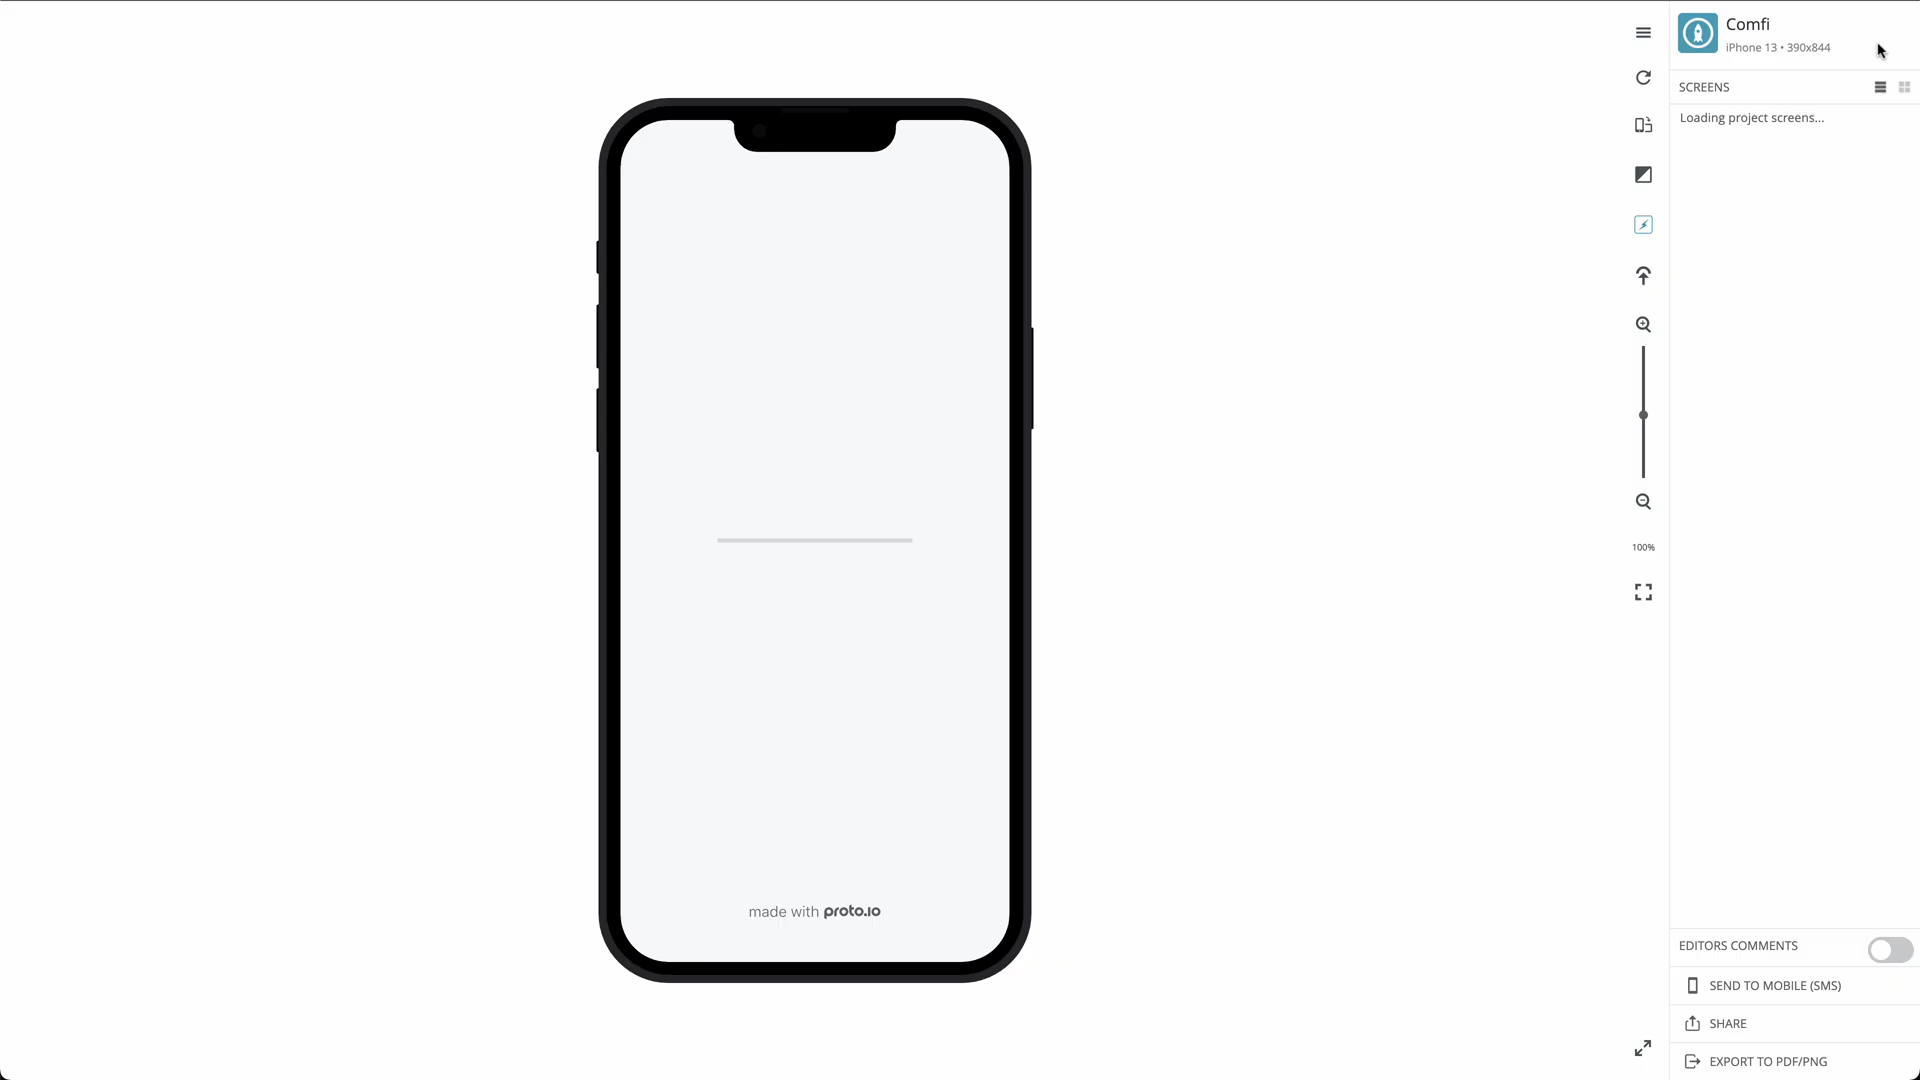 Comfi
iPhone 13 • 390x844
SCREENS
Loading project screens...
100%
made with proto.io
EDITORS COMMENTS
SEND TO MOBILE (SMS)
SHARE
EXPORT TO PDF/PNG